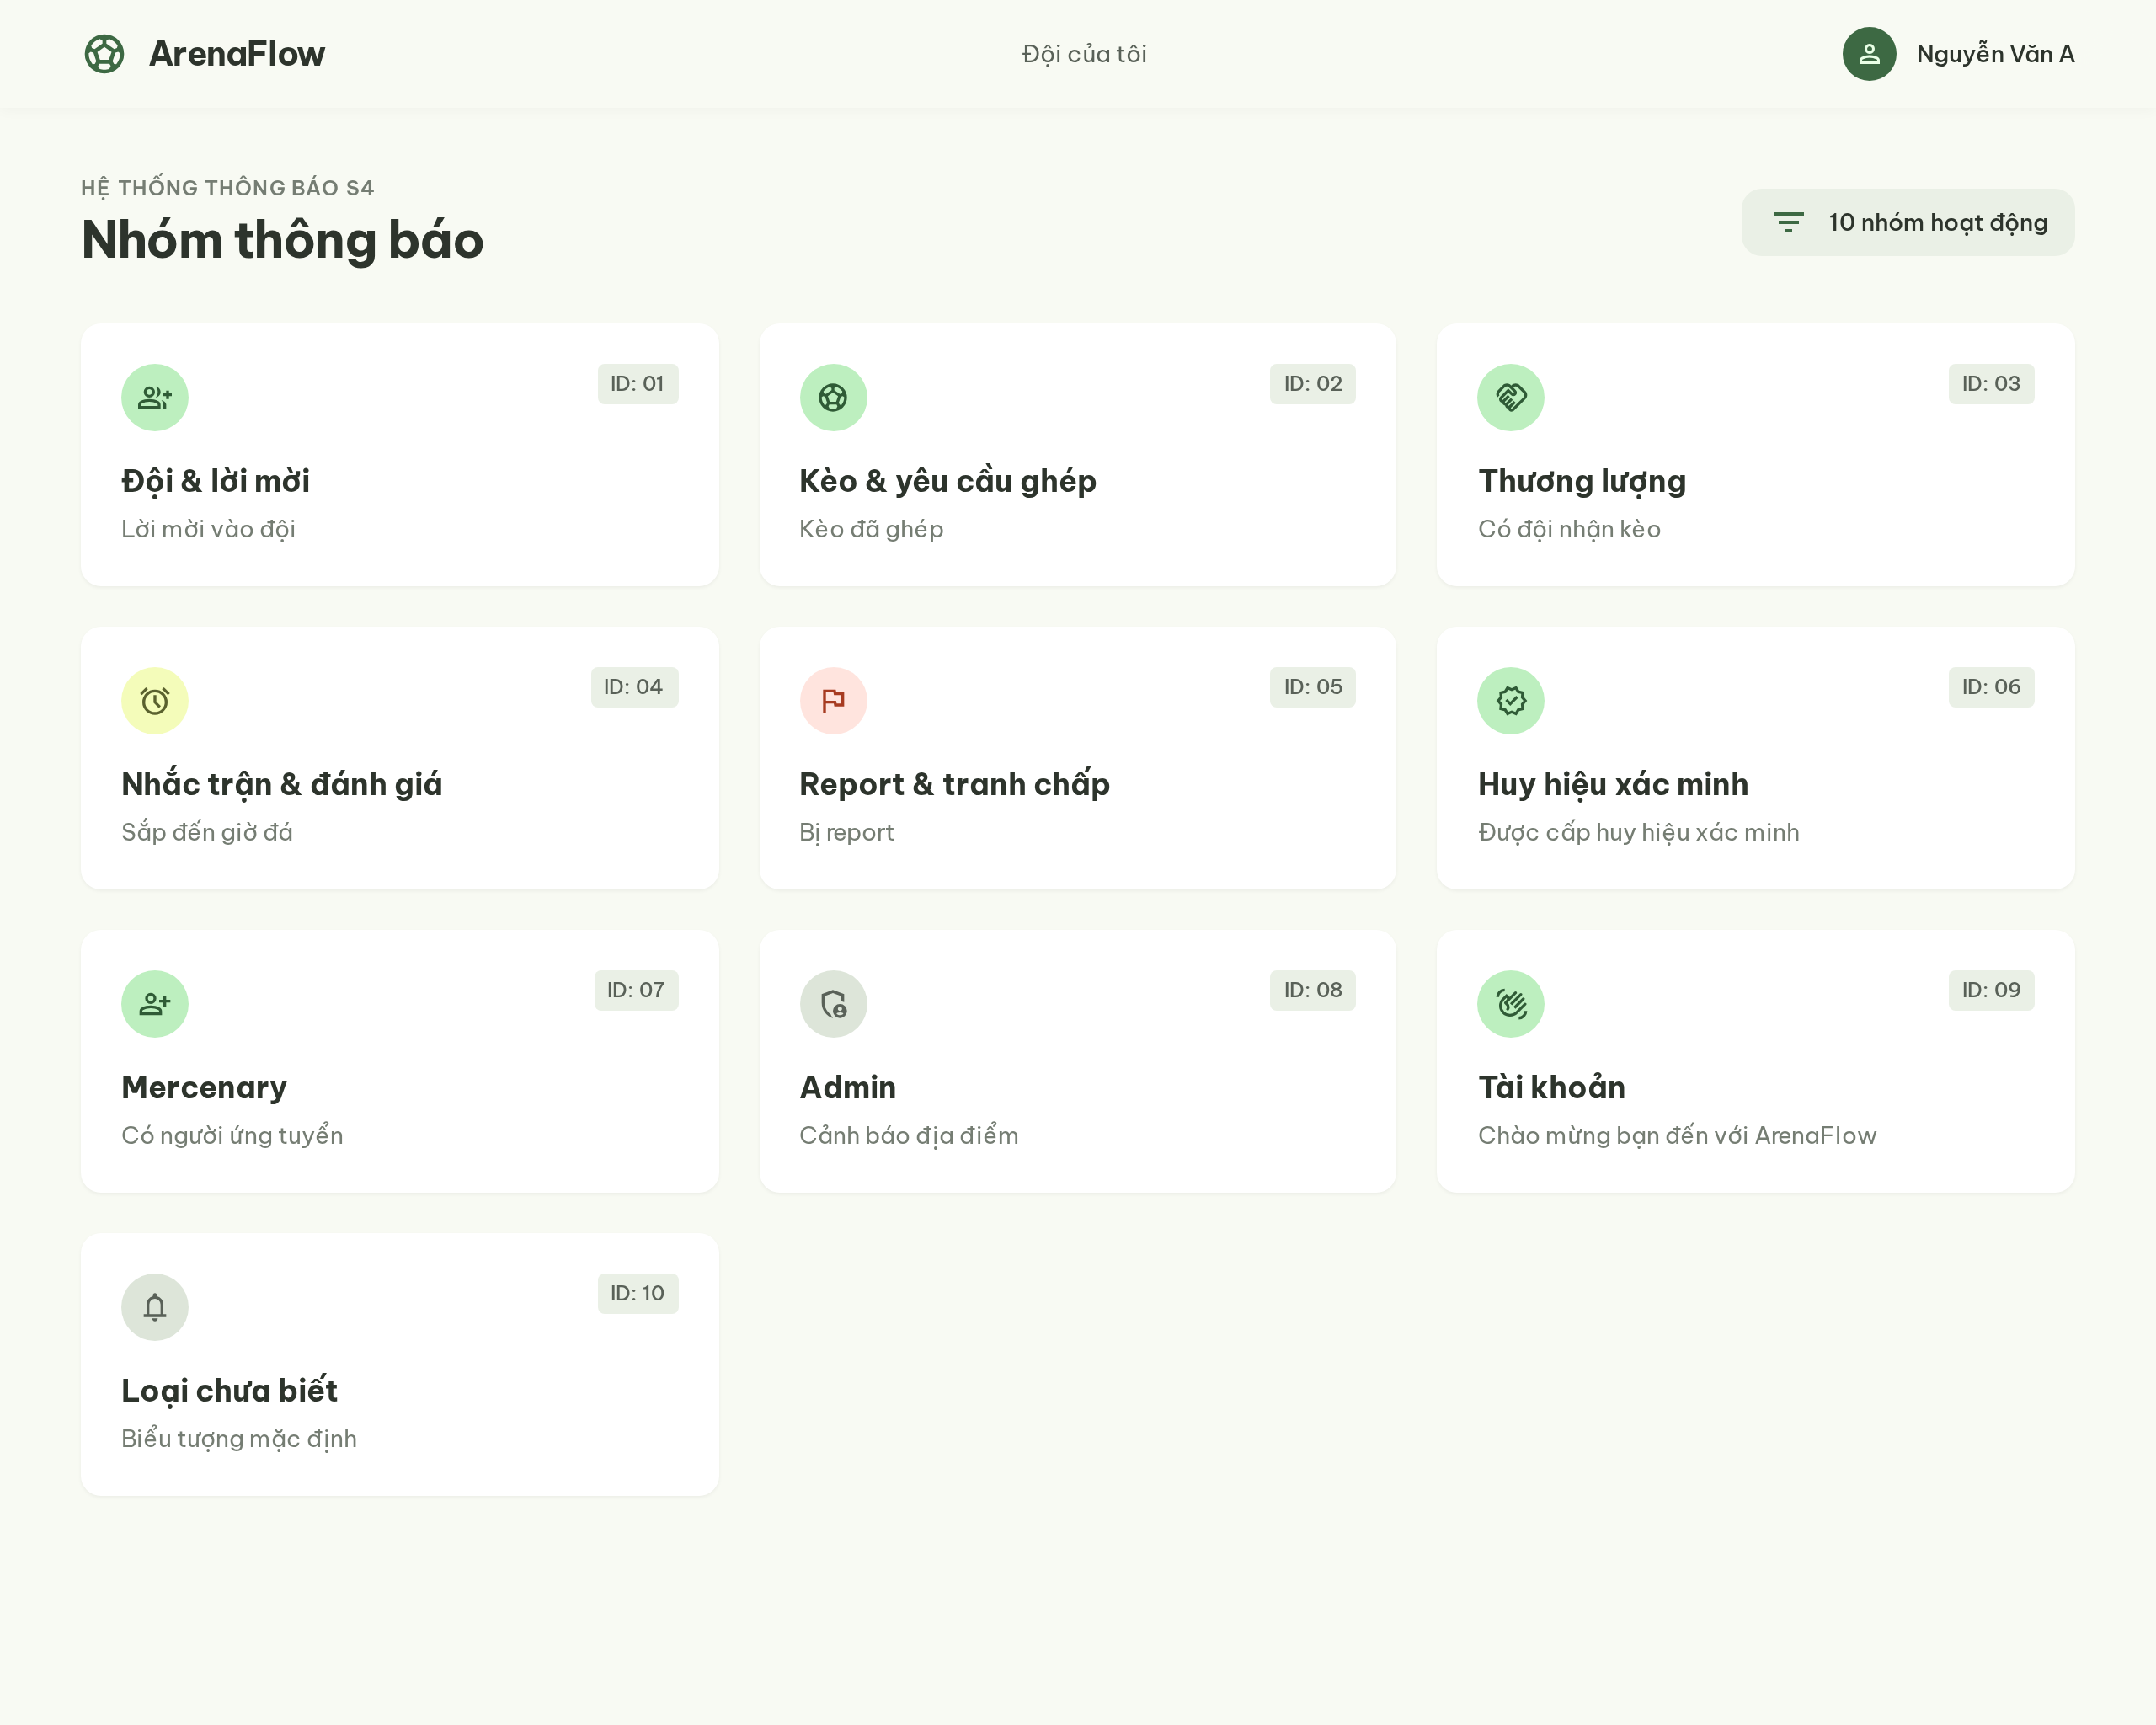 ArenaFlow
Đội của tôi
Nguyễn Văn A
HỆ THỐNG THÔNG BÁO S4
Nhóm thông báo
10 nhóm hoạt động
ID: 01
Đội & lời mời
Lời mời vào đội
ID: 02
Kèo & yêu cầu ghép
Kèo đã ghép
ID: 03
Thương lượng
Có đội nhận kèo
ID: 04
Nhắc trận & đánh giá
Sắp đến giờ đá
ID: 05
Report & tranh chấp
Bị report
ID: 06
Huy hiệu xác minh
Được cấp huy hiệu xác minh
ID: 07
Mercenary
Có người ứng tuyển
ID: 08
Admin
Cảnh báo địa điểm
ID: 09
Tài khoản
Chào mừng bạn đến với ArenaFlow
ID: 10
Loại chưa biết
Biểu tượng mặc định